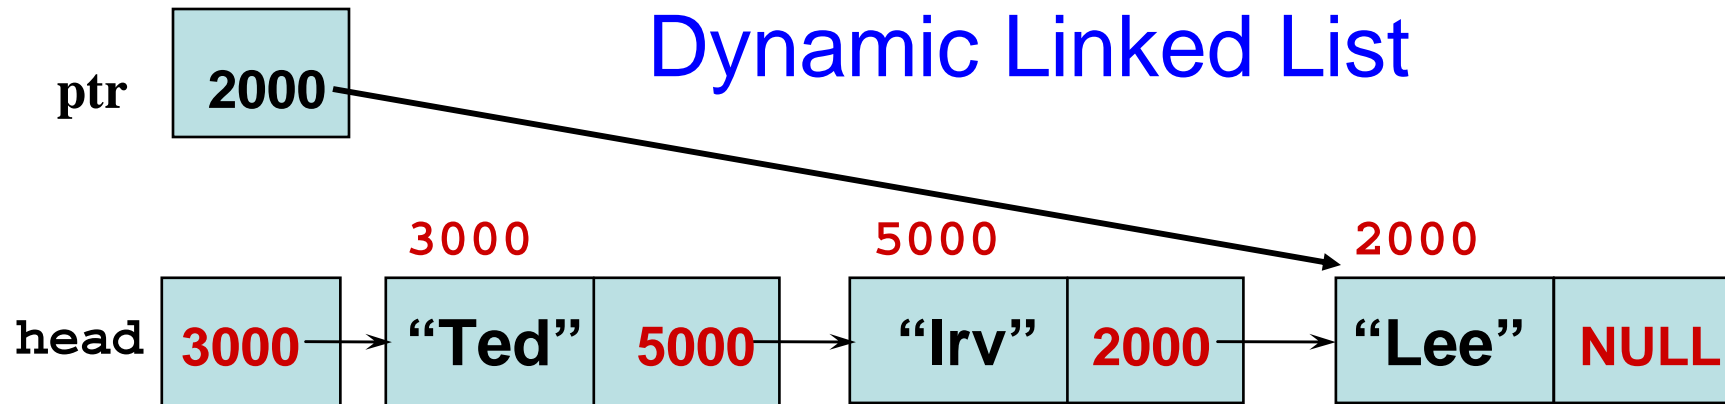 Dynamic Linked List
ptr 2000
3000 5000 2000
head 3000 “Ted” 5000 “Irv” 2000 “Lee” NULL